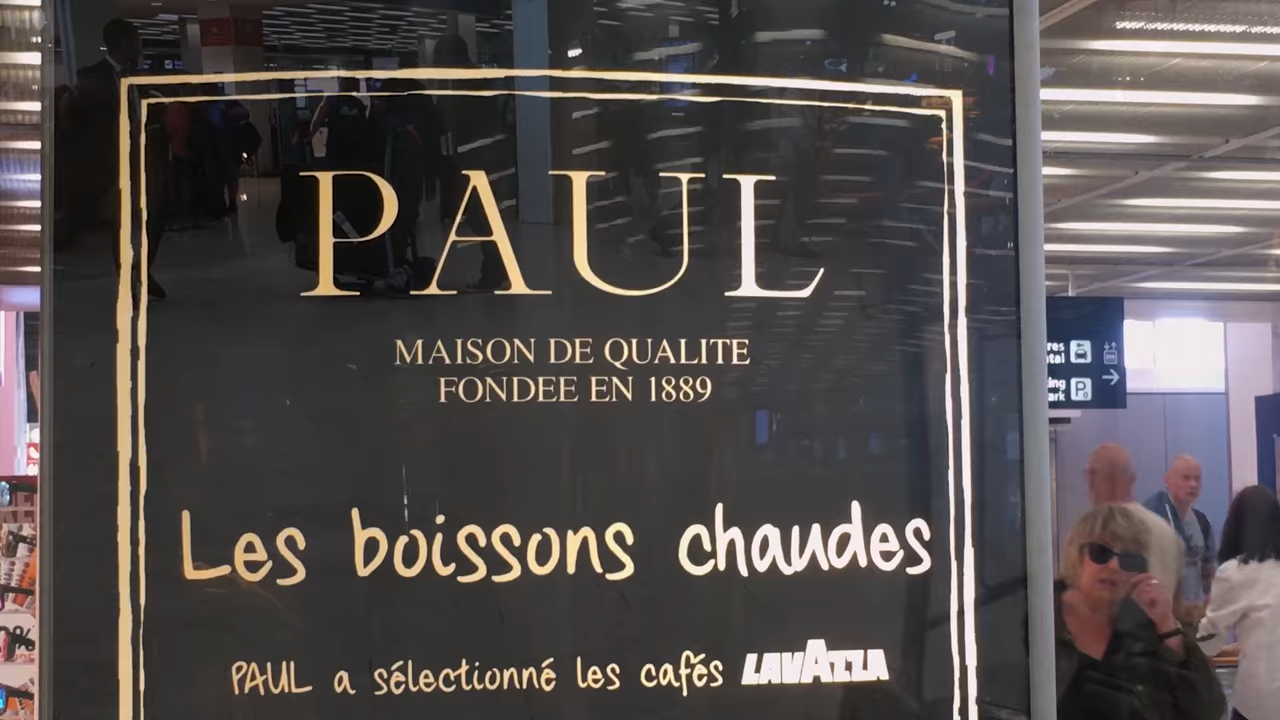 PAUL
MAISON DE QUALITE
FONDEE EN 1889
Les boissons chaudes
PAUL a sélectionné les cafés LAVAZZA
P